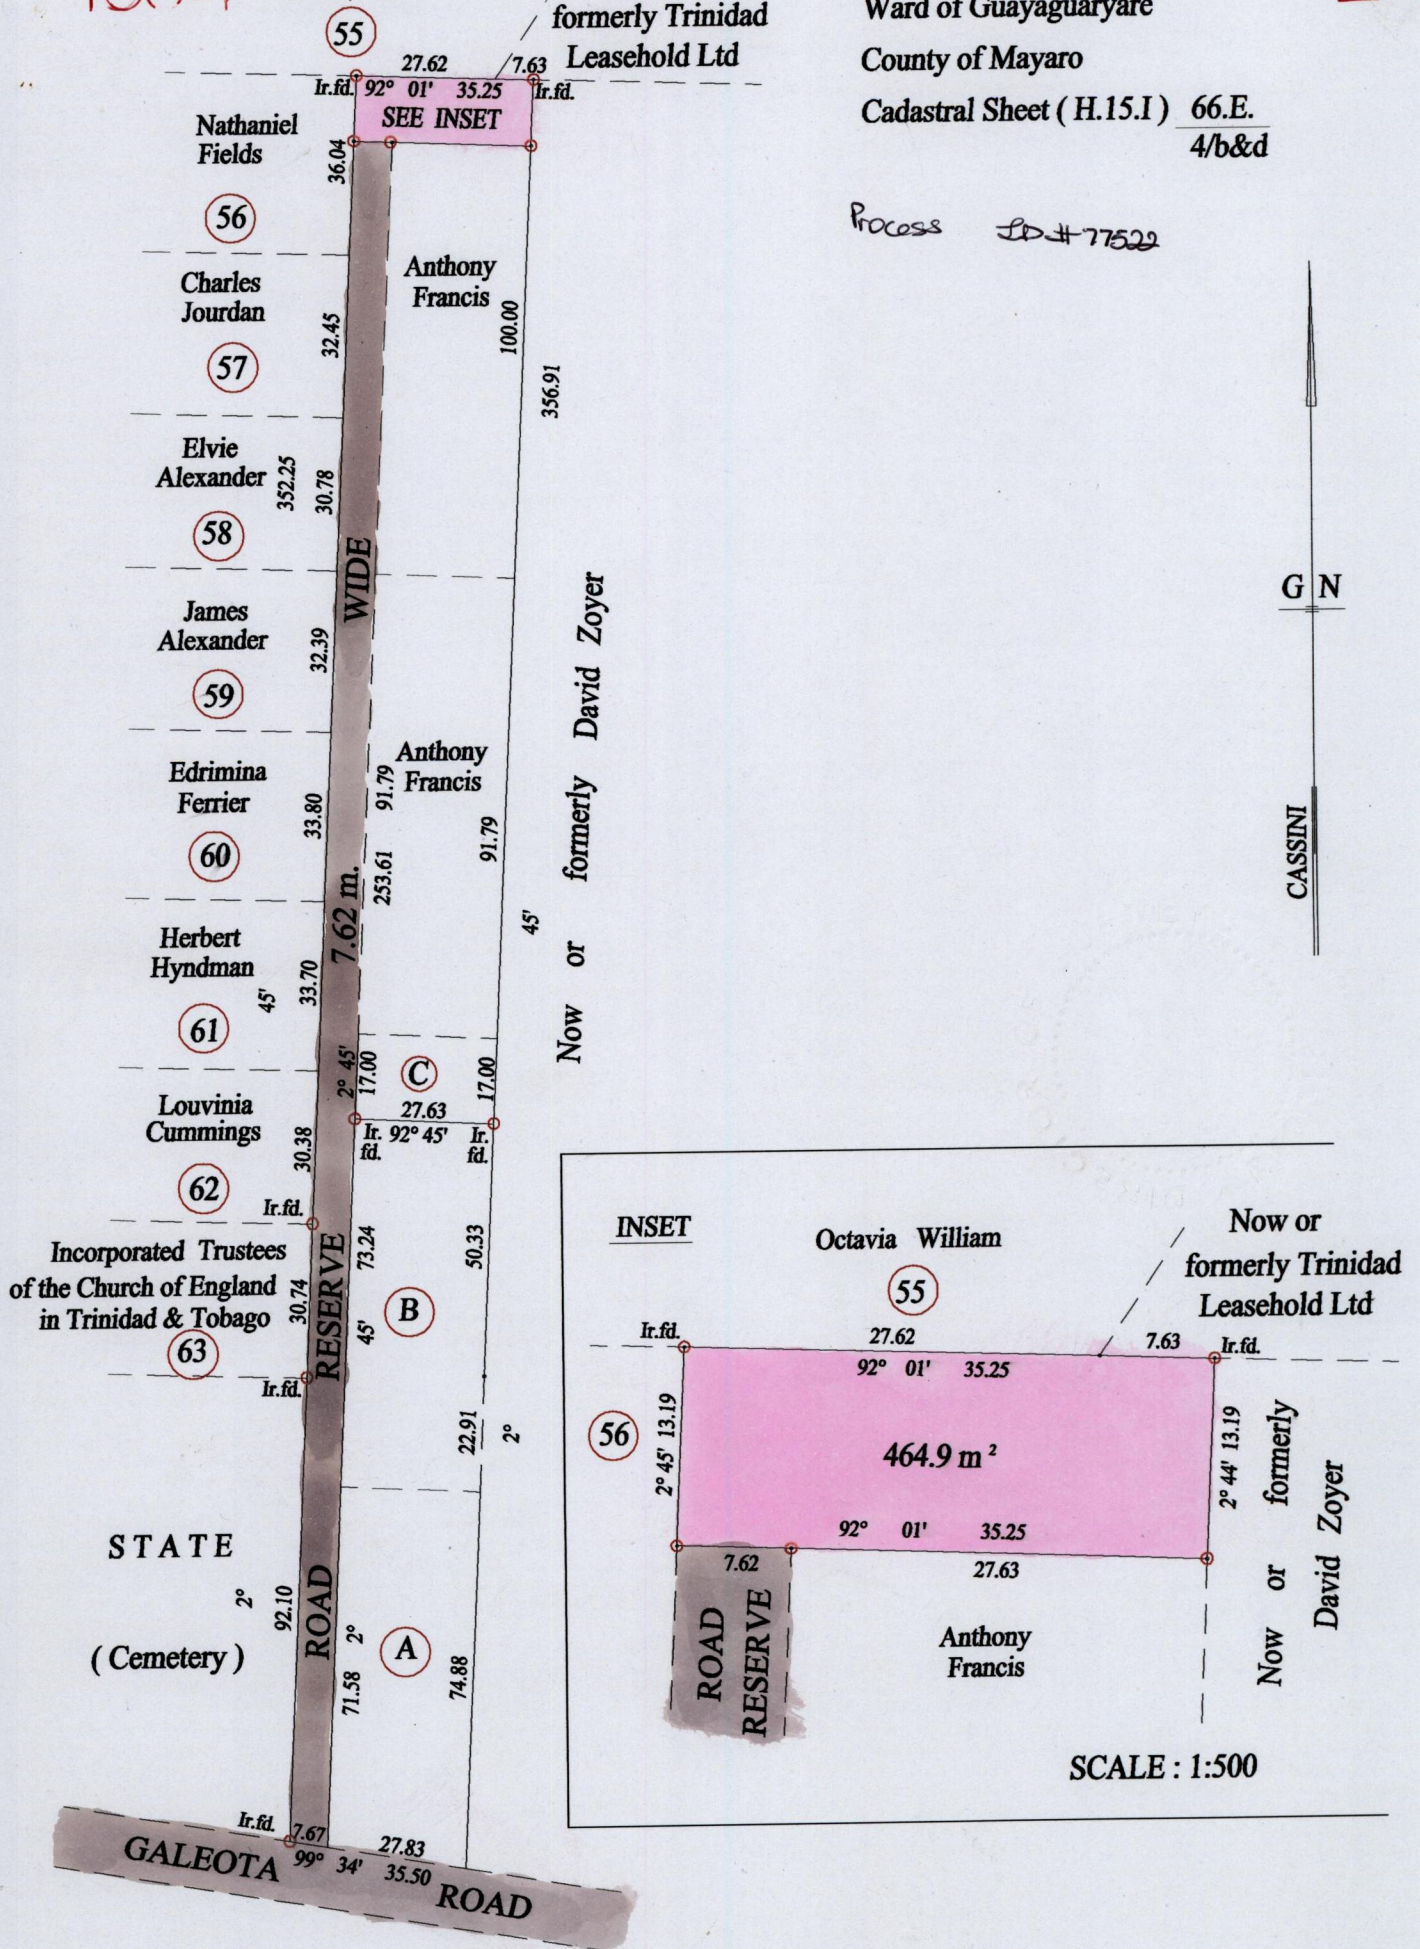 55
formerly Trinidad
Leasehold Ltd
Ward of Guayaguaryare
County of Mayaro
Cadastral Sheet ( H.15.I ) 66.E.
4/b&d
Process ID# 77522
27.62 7.63
Ir.fd. 92° 01' 35.25 Ir.fd.
SEE INSET
Nathaniel
Fields
36.04
56
Anthony
Francis
Charles
Jourdan
32.45
100.00
57
356.91
Elvie
Alexander
352.25
30.78
58
WIDE
James
Alexander
32.39
59
Now or formerly David Zoyer
Edrimina
Ferrier
33.80
60
Anthony
Francis
91.79
91.79
253.61
7.62 m.
Herbert
Hyndman
45'
33.70
61
45'
2° 45'
17.00
C
17.00
27.63
Ir. 92° 45' Ir.
fd. fd.
Louvinia
Cummings
30.38
62
Ir.fd.
Incorporated Trustees
of the Church of England
in Trinidad & Tobago
30.74
63
Ir.fd.
RESERVE
73.24
45'
B
50.33
22.91
2°
STATE
2°
92.10
( Cemetery )
ROAD
2°
71.58
A
74.88
Ir.fd. 7.67 27.83
99° 34' 35.50
GALEOTA ROAD
G N
CASSINI
INSET
Octavia William
55
Now or
formerly Trinidad
Leasehold Ltd
Ir.fd. 27.62 7.63 Ir.fd.
92° 01' 35.25
56
2° 45' 13.19
464.9 m²
2° 44' 13.19
92° 01' 35.25
7.62 27.63
ROAD
RESERVE
Anthony
Francis
Now or formerly
David Zoyer
SCALE : 1:500